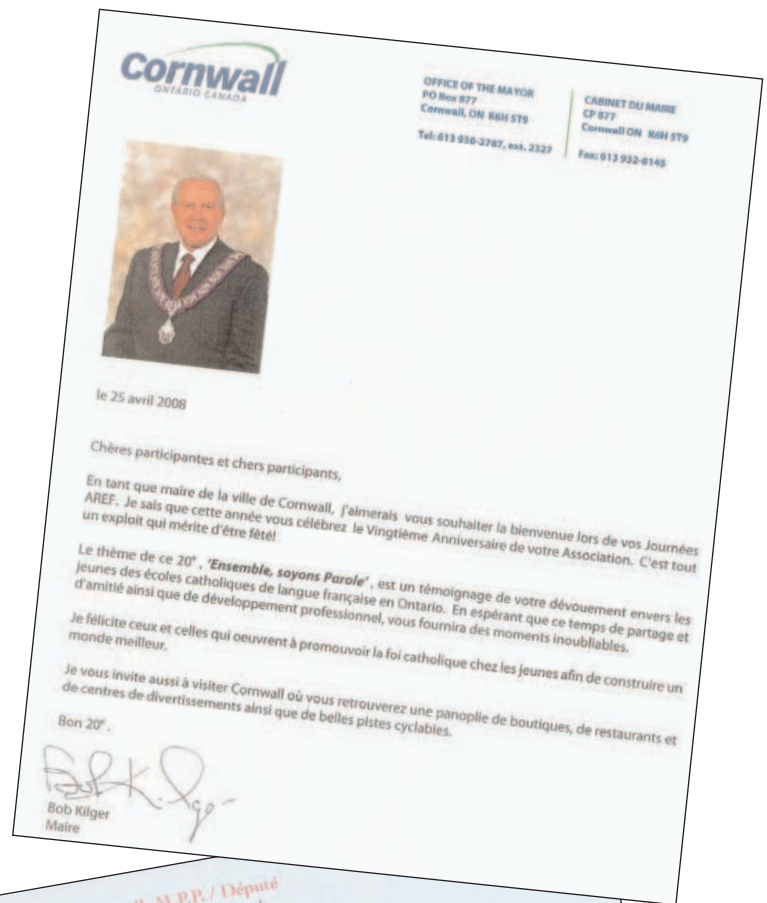 Cornwall
ONTARIO CANADA
OFFICE OF THE MAYOR
PO Box 877
Cornwall, ON K6H 5T9
Tel: 613 930-2787, ext. 2327
CABINET DU MAIRE
CP 877
Cornwall ON K6H 5T9
Fax: 613 932-8145
le 25 avril 2008
Chères participantes et chers participants,
En tant que maire de la ville de Cornwall, j'aimerais vous souhaiter la bienvenue lors de vos Journées
AREF. Je sais que cette année vous célébrez le Vingtième Anniversaire de votre Association. C'est tout
un exploit qui mérite d'être fêté!
Le thème de ce 20e, "Ensemble, soyons Parole", est un témoignage de votre dévouement envers les
jeunes des écoles catholiques de langue française en Ontario. En espérant que ce temps de partage et
d'amitié ainsi que de développement professionnel, vous fournira des moments inoubliables.
Je félicite ceux et celles qui oeuvrent à promouvoir la foi catholique chez les jeunes afin de construire un
monde meilleur.
Je vous invite aussi à visiter Cornwall où vous retrouverez une panoplie de boutiques, de restaurants et
de centres de divertissements ainsi que de belles pistes cyclables.
Bon 20e.
Bob Kilger
Bob Kilger
Maire
M.P.P. / Député